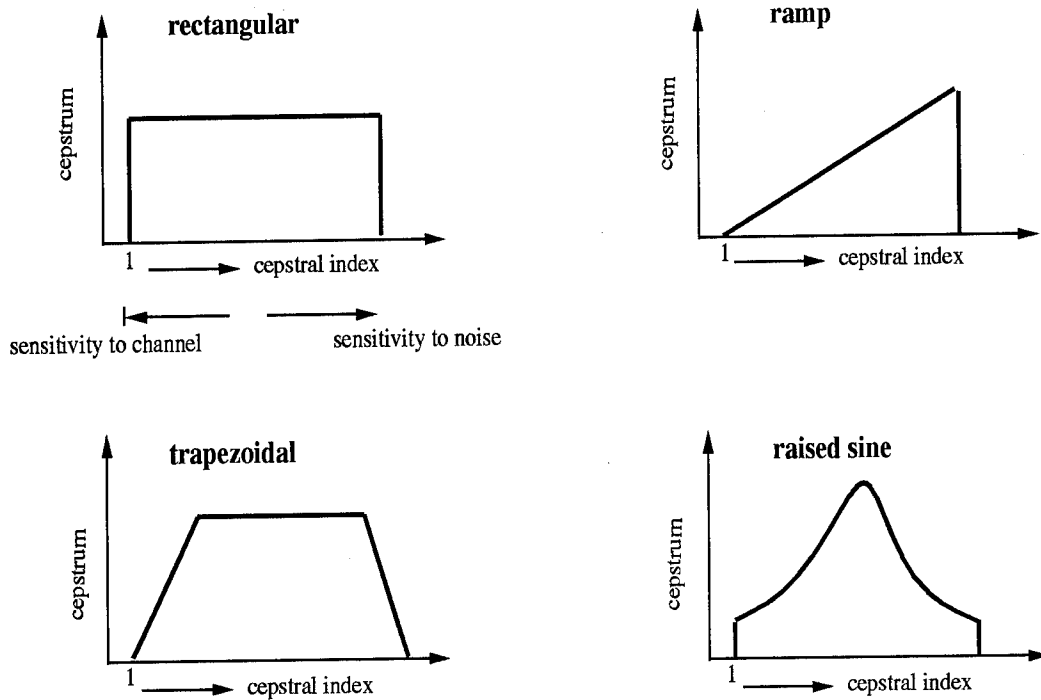 rectangular
cepstrum
1
cepstral index
sensitivity to channel
sensitivity to noise
ramp
cepstrum
1
cepstral index
trapezoidal
cepstrum
1
cepstral index
raised sine
cepstrum
1
cepstral index